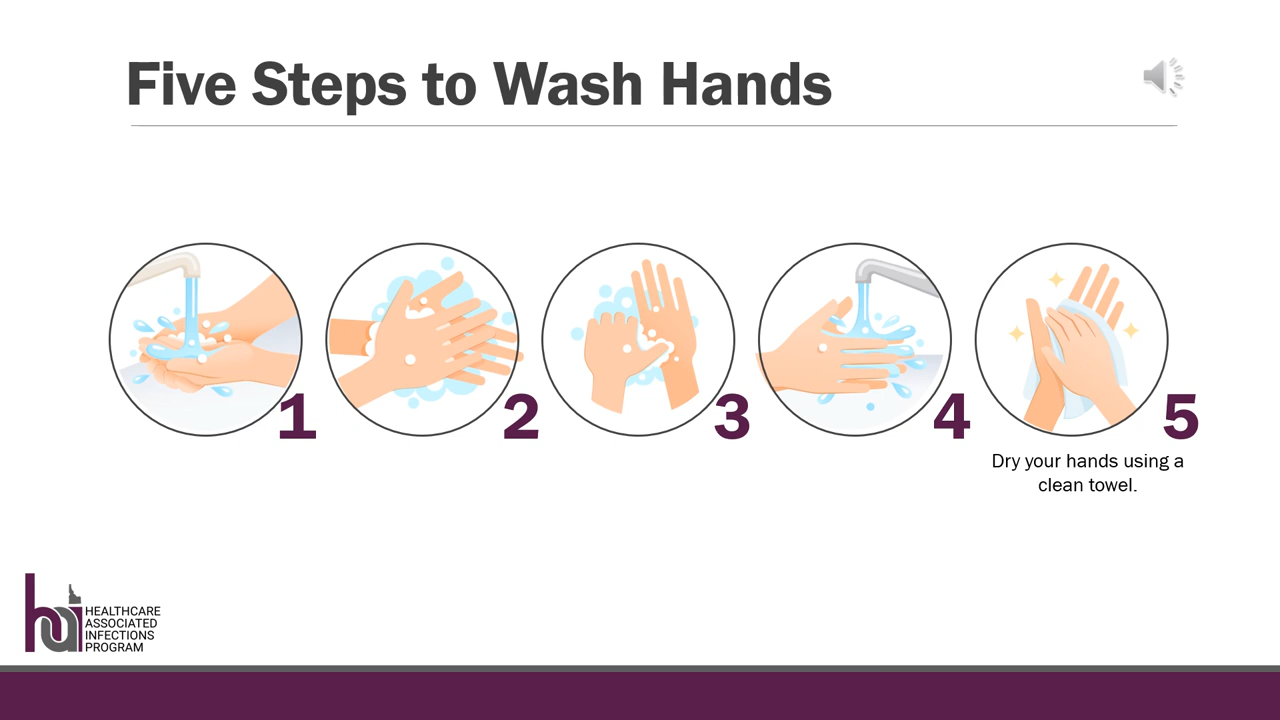 Five Steps to Wash Hands
1
2
3
4
5
Dry your hands using a
clean towel.
hai
HEALTHCARE
ASSOCIATED
INFECTIONS
PROGRAM